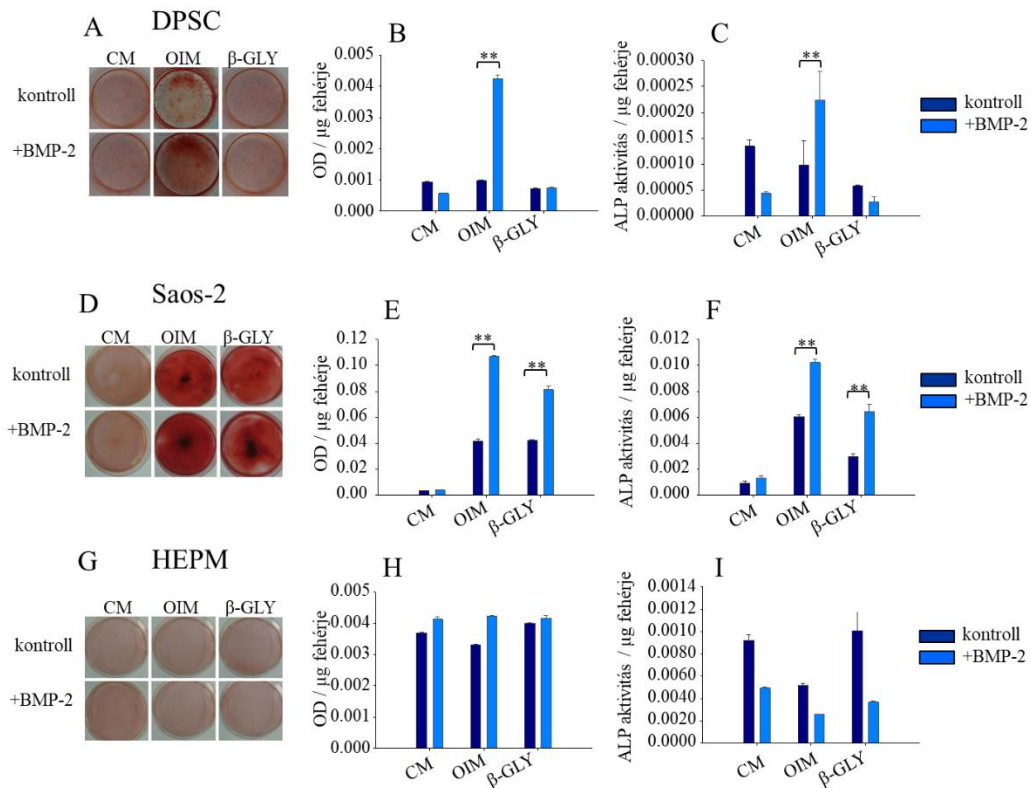 DPSC
A
CM OIM β-GLY
kontroll
+BMP-2
B
OD / µg fehérje
0.005
0.004
0.003
0.002
0.001
0.000
**
CM OIM β-GLY
C
ALP aktivitás / µg fehérje
0.00030
0.00025
0.00020
0.00015
0.00010
0.00005
0.00000
**
CM OIM β-GLY
kontroll
+BMP-2
Saos-2
D
CM OIM β-GLY
kontroll
+BMP-2
E
OD / µg fehérje
0.12
0.10
0.08
0.06
0.04
0.02
0.00
**
**
CM OIM β-GLY
F
ALP aktivitás / µg fehérje
0.012
0.010
0.008
0.006
0.004
0.002
0.000
**
**
CM OIM β-GLY
HEPM
G
CM OIM β-GLY
kontroll
+BMP-2
H
OD / µg fehérje
0.005
0.004
0.003
0.002
0.001
0.000
CM OIM β-GLY
I
ALP aktivitás / µg fehérje
0.0014
0.0012
0.0010
0.0080
0.0060
0.0040
0.0020
0.0000
CM OIM β-GLY
kontroll
+BMP-2